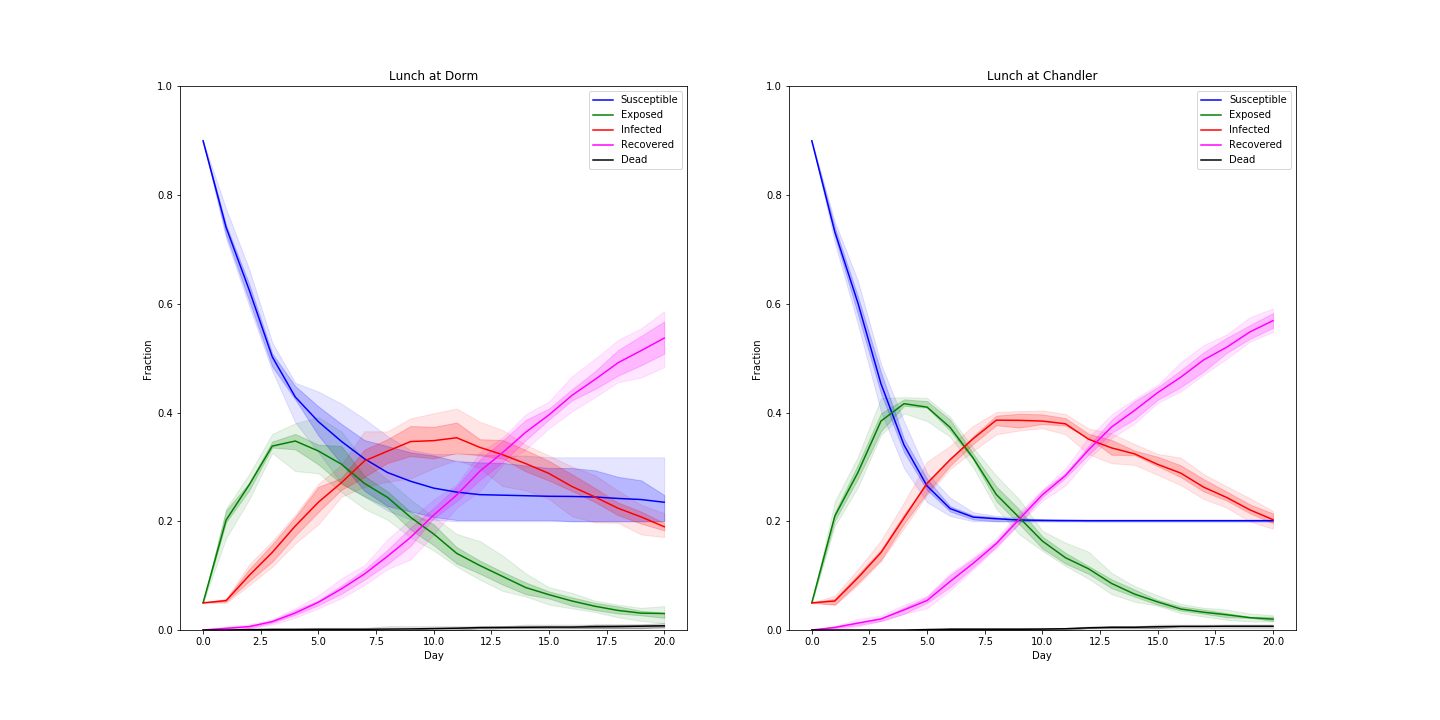 Lunch at Dorm
1.0
0.8
0.6
0.4
0.2
0.0
Fraction
Susceptible
Exposed
Infected
Recovered
Dead
0.0 2.5 5.0 7.5 10.0 12.5 15.0 17.5 20.0
Day
Lunch at Chandler
1.0
0.8
0.6
0.4
0.2
0.0
Fraction
Susceptible
Exposed
Infected
Recovered
Dead
0.0 2.5 5.0 7.5 10.0 12.5 15.0 17.5 20.0
Day